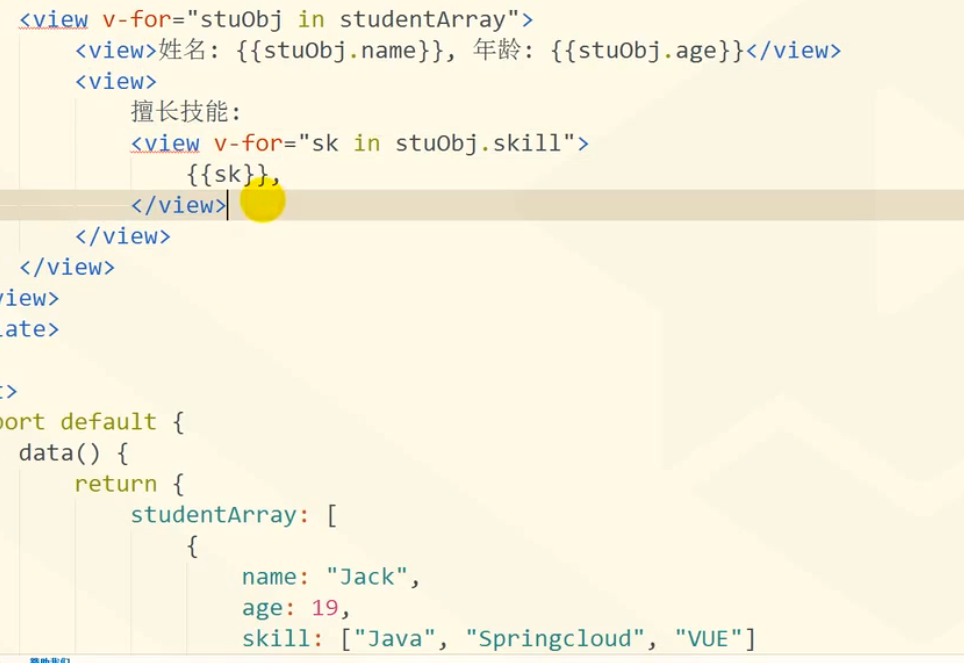 <view v-for="stuObj in studentArray">
<view>姓名: {{stuObj.name}}, 年龄: {{stuObj.age}}</view>
<view>
擅长技能:
<view v-for="sk in stuObj.skill">
{{sk}},
</view>
</view>
</view>
view>
late>
t>
port default {
data() {
return {
studentArray: [
{
name: "Jack",
age: 19,
skill: ["Java", "Springcloud", "VUE"]